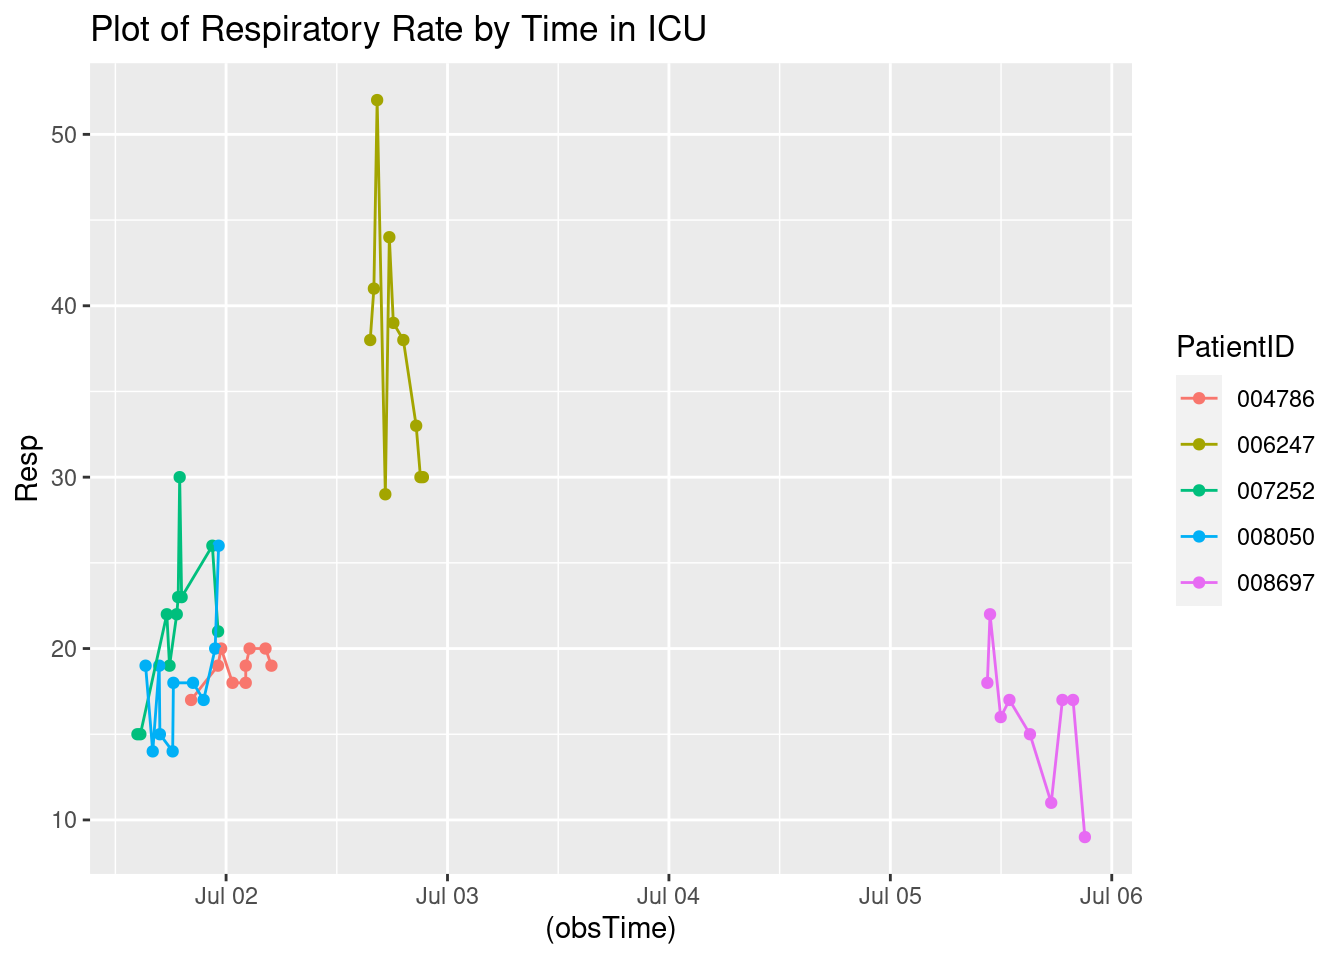 Plot of Respiratory Rate by Time in ICU
50
40
30
20
10
Resp
Jul 02
Jul 03
Jul 04
Jul 05
Jul 06
(obsTime)
PatientID
004786
006247
007252
008050
008697